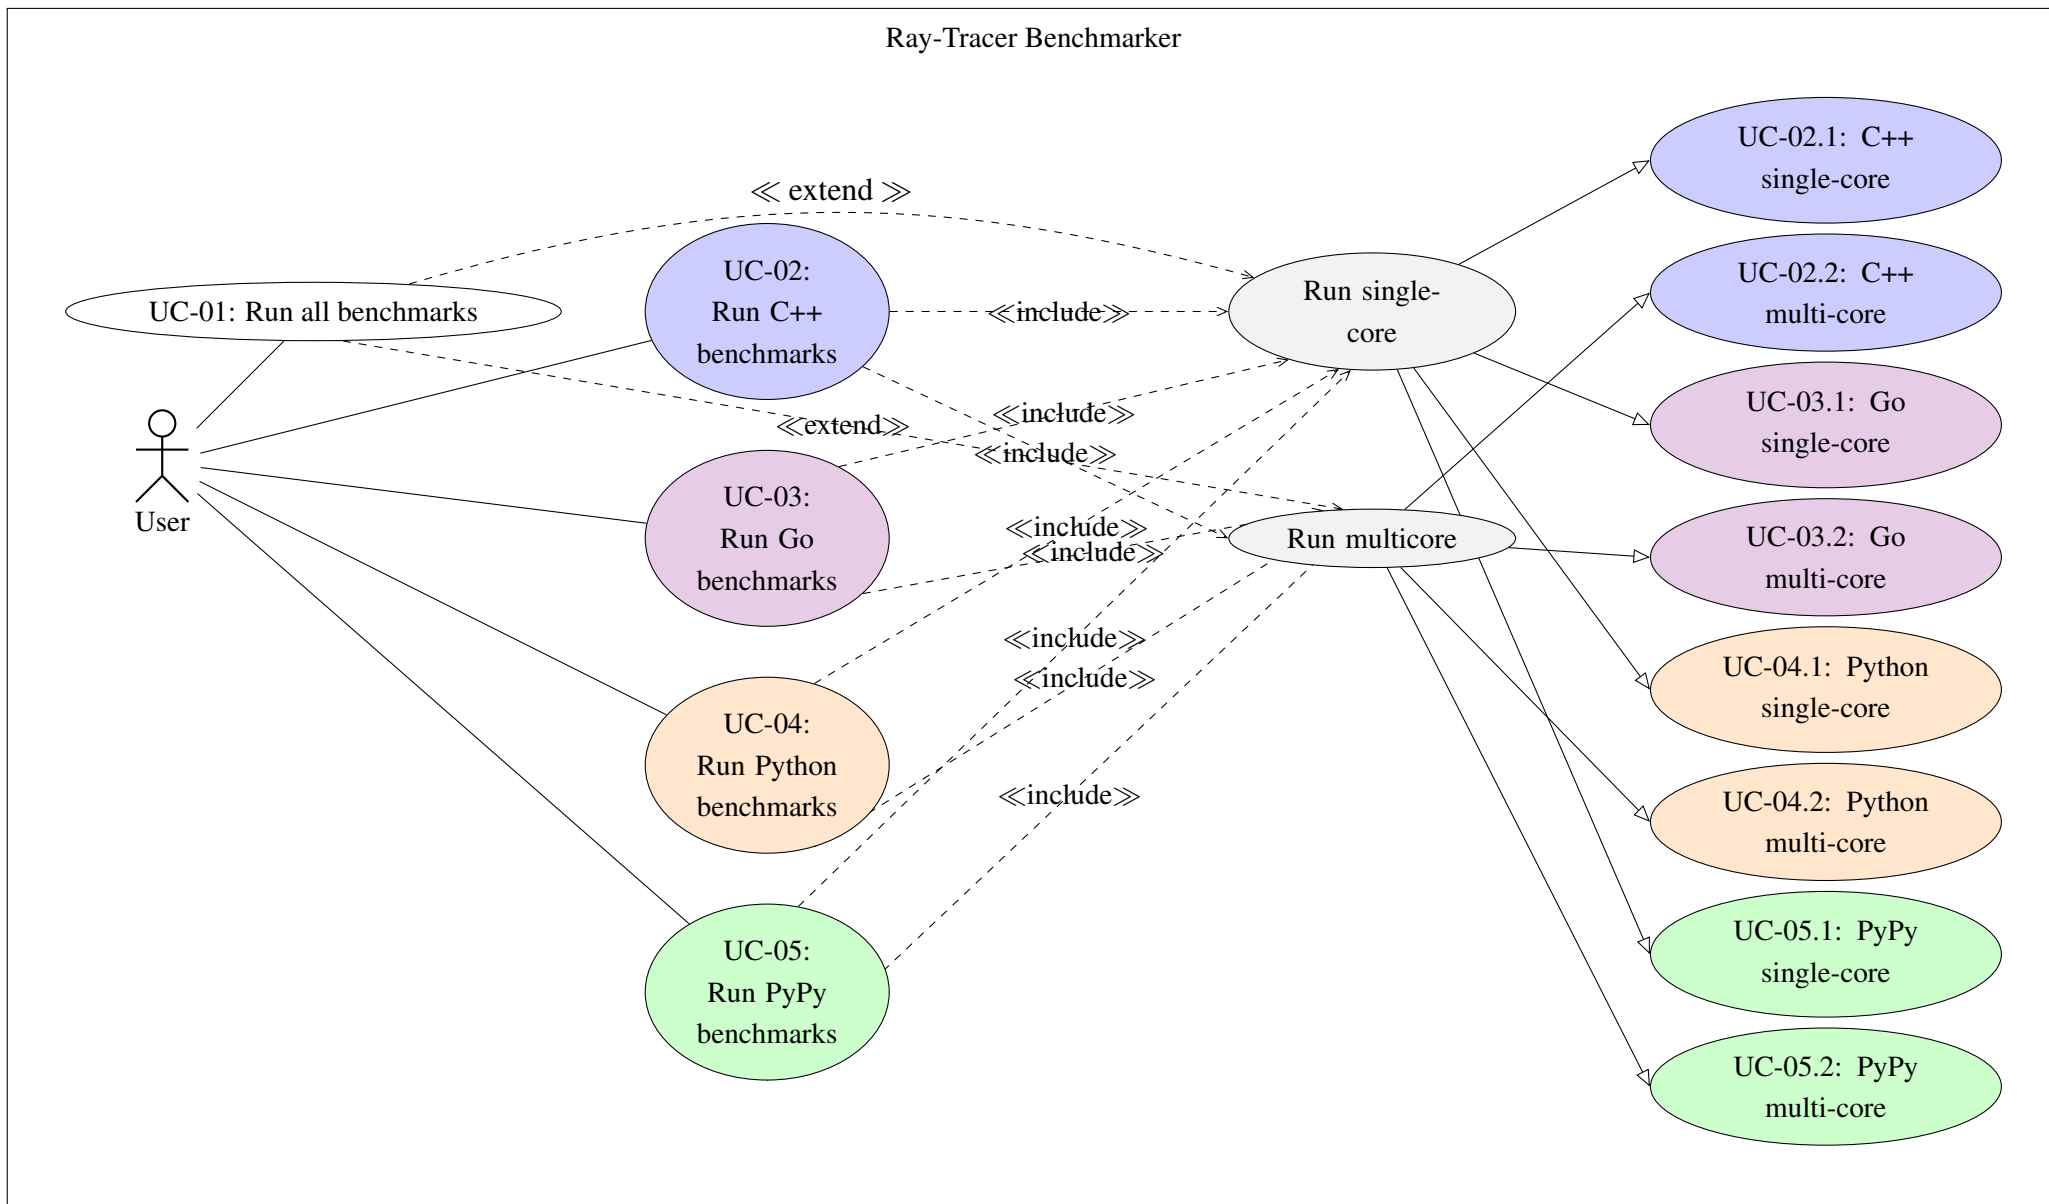 Ray-Tracer Benchmarker
UC-01: Run all benchmarks
User
UC-02:
Run C++
benchmarks
UC-03:
Run Go
benchmarks
UC-04:
Run Python
benchmarks
UC-05:
Run PyPy
benchmarks
≪ extend ≫
≪include≫
≪include≫
≪extend≫
≪include≫
≪include≫
≪include≫
≪include≫
≪include≫
≪include≫
Run single-
core
Run multicore
UC-02.1: C++
single-core
UC-02.2: C++
multi-core
UC-03.1: Go
single-core
UC-03.2: Go
multi-core
UC-04.1: Python
single-core
UC-04.2: Python
multi-core
UC-05.1: PyPy
single-core
UC-05.2: PyPy
multi-core